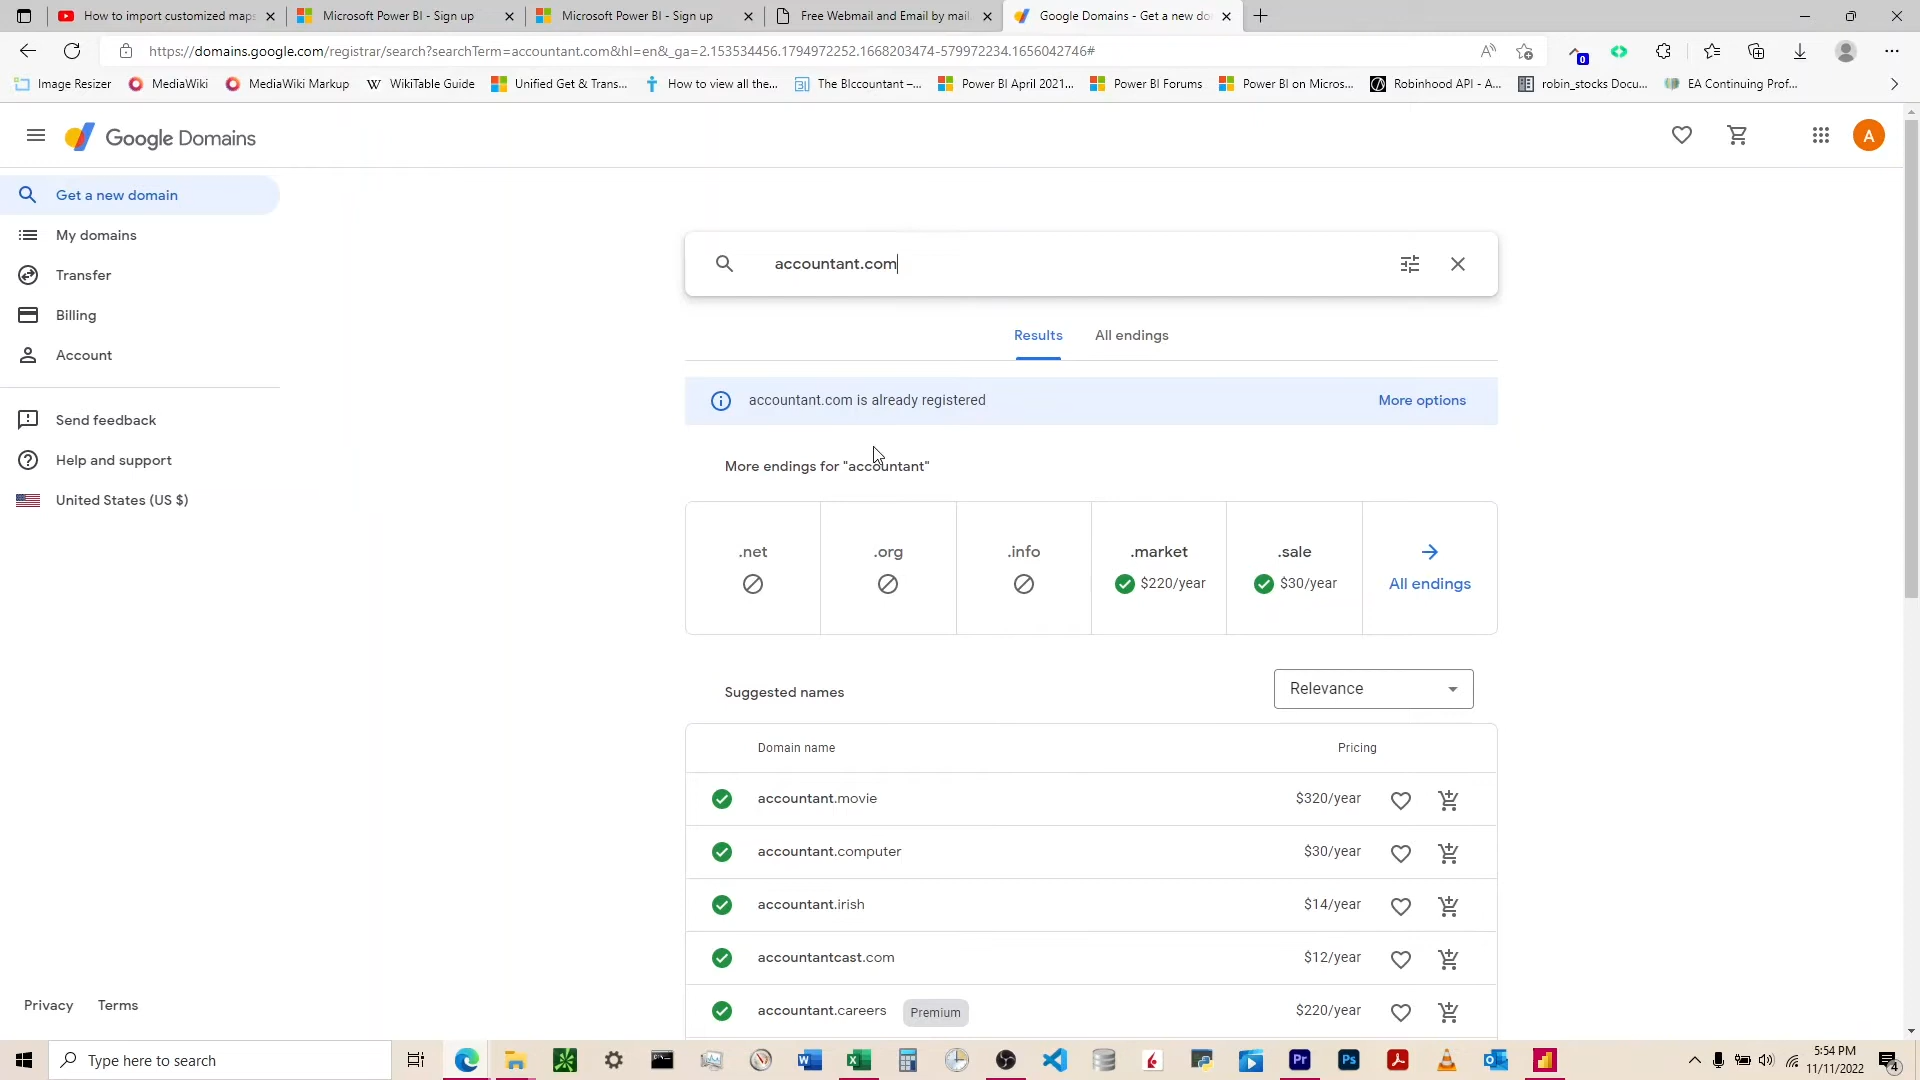 How to import customized maps
Microsoft Power BI - Sign up
Microsoft Power BI - Sign up
Free Webmail and Email by mail.
Google Domains - Get a new do
https://domains.google.com/registrar/search?searchTerm=accountant.com&hl=en&_ga=2.153534456.1794972252.1668203474-579972234.1656042746#
0
Image Resizer
MediaWiki
MediaWiki Markup
WikiTable Guide
Unified Get & Trans...
How to view all the...
The BIccountant –...
Power BI April 2021...
Power BI Forums
Power BI on Micros...
Robinhood API - A...
robin_stocks Docu...
EA Continuing Prof...
Google Domains
A
Get a new domain
My domains
Transfer
Billing
Account
Send feedback
Help and support
United States (US $)
Privacy
Terms
accountant.com
Results
All endings
accountant.com is already registered
More options
More endings for "accountant"
.net
.org
.info
.market
$220/year
.sale
$30/year
All endings
Suggested names
Relevance
Domain name
Pricing
accountant.movie
$320/year
accountant.computer
$30/year
accountant.irish
$14/year
accountantcast.com
$12/year
accountant.careers
Premium
$220/year
Type here to search
5:54 PM
11/11/2022
4